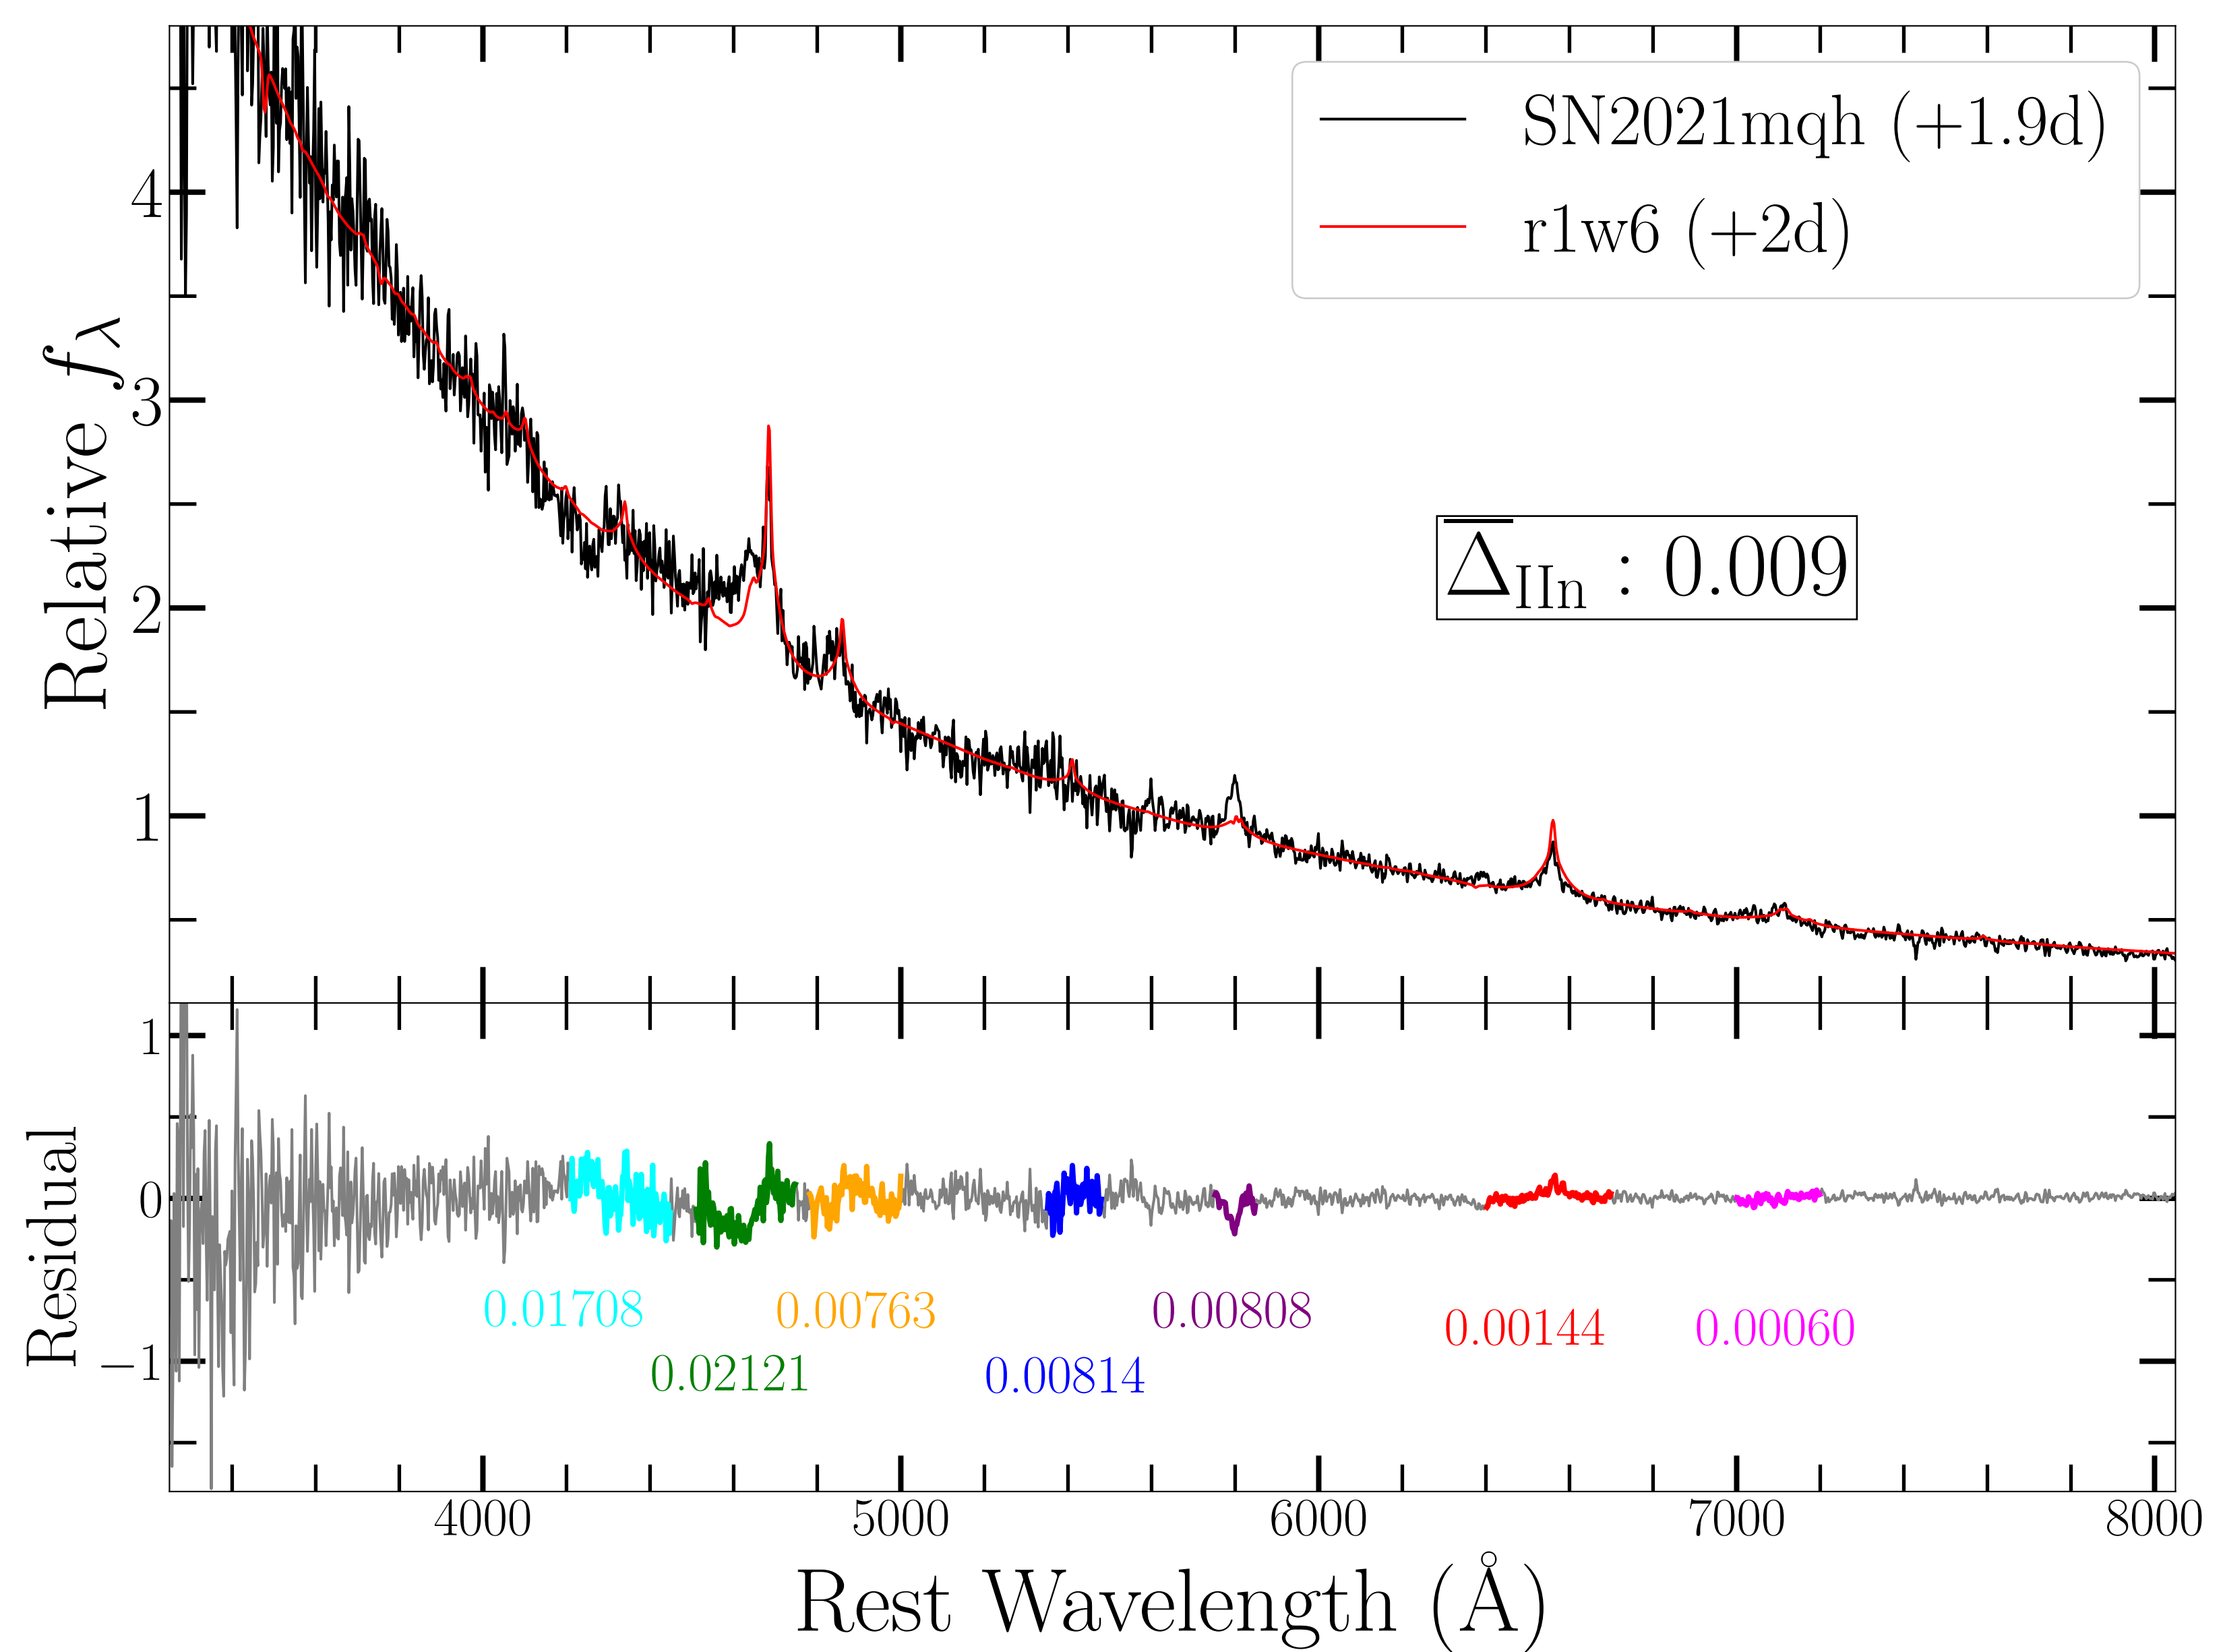 SN2021mqh (+1.9d)
r1w6 (+2d)
4
3
2
1
Relative fλ
Δ̅IIn : 0.009
1
0
−1
Residual
0.01708
0.00763
0.00808
0.00144
0.00060
0.02121
0.00814
4000 5000 6000 7000 8000
Rest Wavelength (Å)